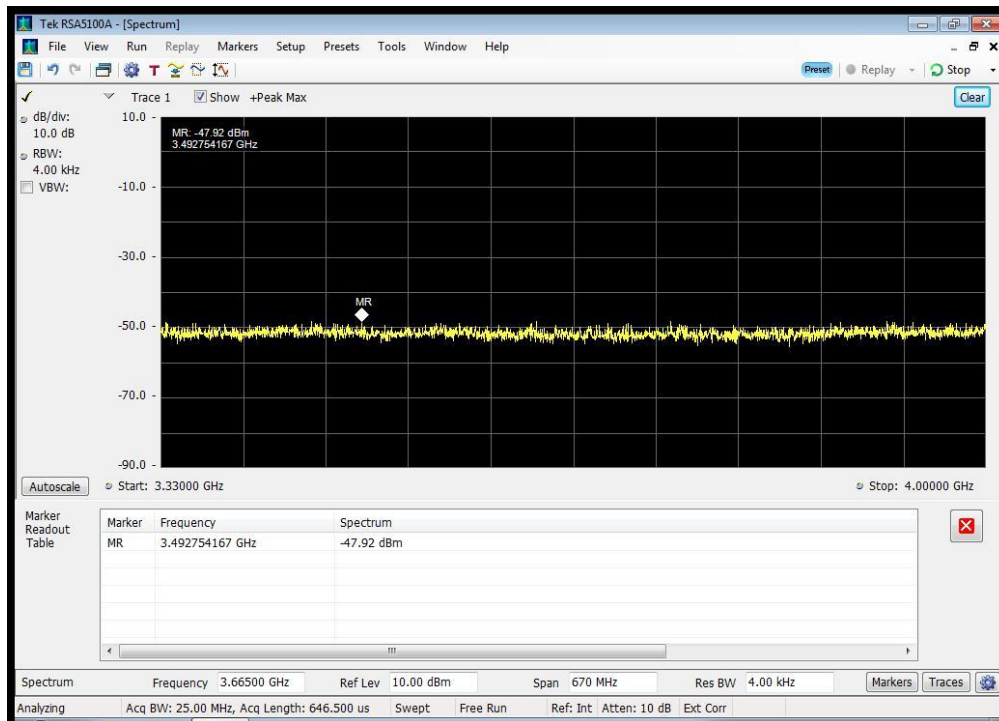 Tek RSA5100A - [Spectrum]
File View Run Replay Markers Setup Presets Tools Window Help
T Preset Replay Stop
Trace 1 Show +Peak Max Clear
dB/div:
10.0 dB
RBW:
4.00 kHz
VBW:
10.0
MR: -47.92 dBm
3.492754167 GHz
-10.0
-30.0
MR
-50.0
-70.0
-90.0
Autoscale Start: 3.33000 GHz Stop: 4.00000 GHz
Marker
Readout
Table
Marker Frequency Spectrum
MR 3.492754167 GHz -47.92 dBm
Spectrum Frequency 3.66500 GHz Ref Lev 10.00 dBm Span 670 MHz Res BW 4.00 kHz Markers Traces
Analyzing Acq BW: 25.00 MHz, Acq Length: 646.500 us Swept Free Run Ref: Int Atten: 10 dB Ext Corr